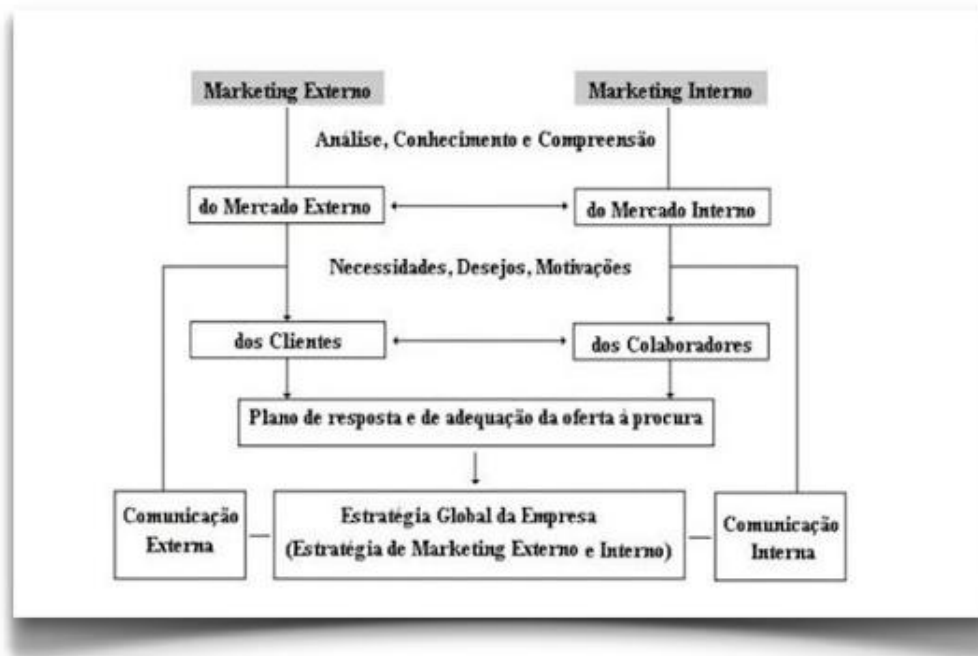 Marketing Externo
Marketing Interno
Análise, Conhecimento e Compreensão
do Mercado Externo
do Mercado Interno
Necessidades, Desejos, Motivações
dos Clientes
dos Colaboradores
Plano de resposta e de adequação da oferta à procura
Comunicação
Externa
Estratégia Global da Empresa
(Estratégia de Marketing Externo e Interno)
Comunicação
Interna